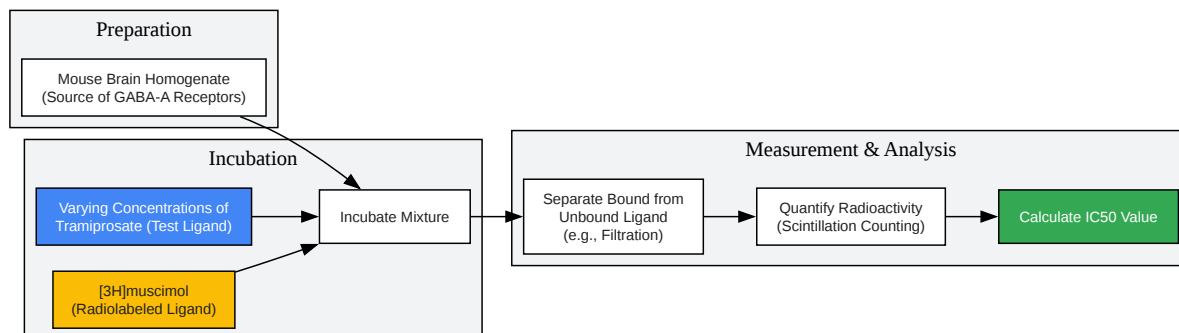 Preparation
Mouse Brain Homogenate
(Source of GABA-A Receptors)
Incubation
Varying Concentrations of
Tramiprosate (Test Ligand)
[3H]muscimol
(Radiolabeled Ligand)
Incubate Mixture
Measurement & Analysis
Separate Bound from
Unbound Ligand
(e.g., Filtration)
Quantify Radioactivity
(Scintillation Counting)
Calculate IC50 Value